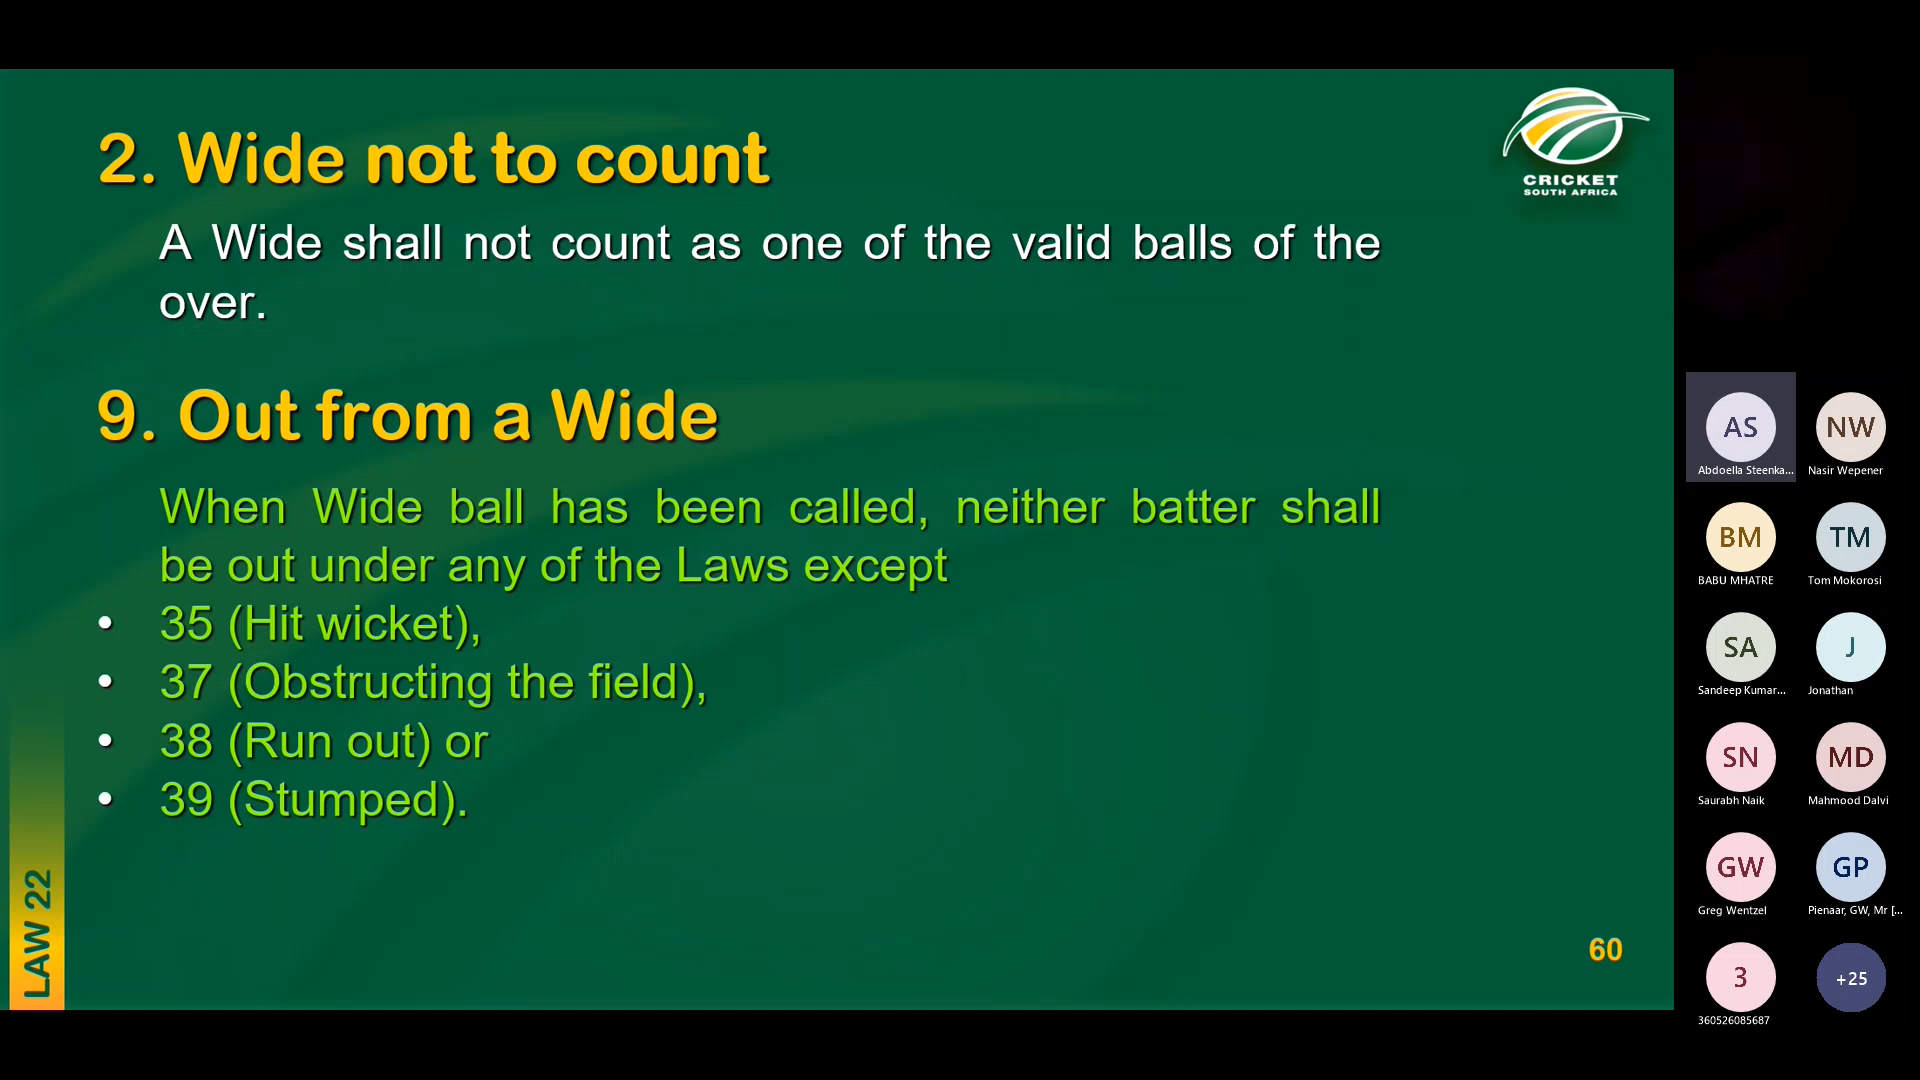 2. Wide not to count
A Wide shall not count as one of the valid balls of the
over.
9. Out from a Wide
When Wide ball has been called, neither batter shall
be out under any of the Laws except
• 35 (Hit wicket),
• 37 (Obstructing the field),
• 38 (Run out) or
• 39 (Stumped).
LAW 22
60
CRICKET
SOUTH AFRICA
AS
Abdoella Steenka...
NW
Nasir Wepener
BM
BABU MHATRE
TM
Tom Mokorosi
SA
Sandeep Kumar...
J
Jonathan
SN
Saurabh Naik
MD
Mahmood Dalvi
GW
Greg Wentzel
GP
Pienaar, GW, Mr [...
3
360526085687
+25